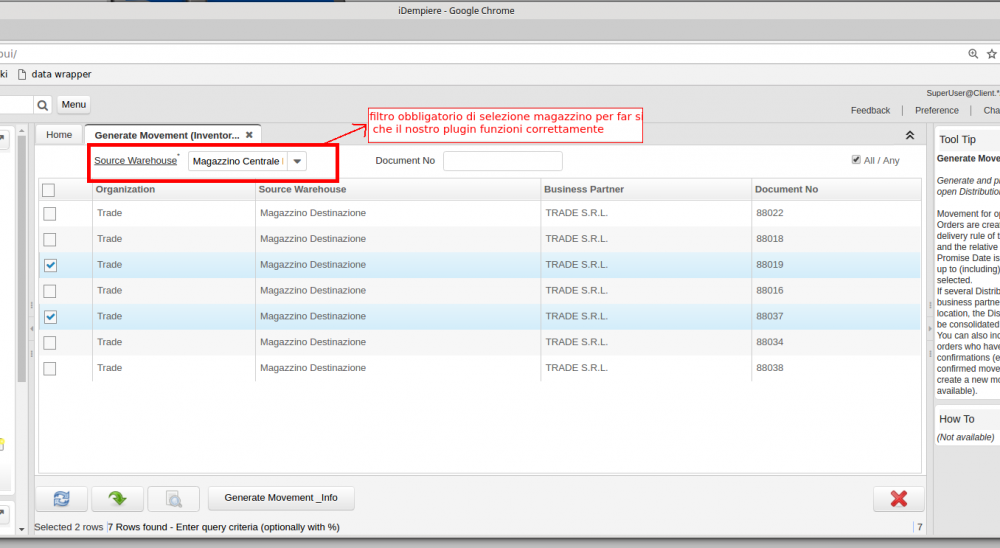 iDempiere - Google Chrome
oui/
ki data wrapper
SuperUser@Client.*
Menu
Feedback | Preference | Cha
Home
Generate Movement (Inventor... ✖
filtro obbligatorio di selezione magazzino per far si
che il nostro plugin funzioni correttamente
Source Warehouse* Magazzino Centrale
Document No
All / Any
Organization Source Warehouse Business Partner Document No
Trade Magazzino Destinazione TRADE S.R.L. 88022
Trade Magazzino Destinazione TRADE S.R.L. 88018
Trade Magazzino Destinazione TRADE S.R.L. 88019
Trade Magazzino Destinazione TRADE S.R.L. 88016
Trade Magazzino Destinazione TRADE S.R.L. 88037
Trade Magazzino Destinazione TRADE S.R.L. 88034
Trade Magazzino Destinazione TRADE S.R.L. 88038
Generate Movement _Info
Selected 2 rows 7 Rows found - Enter query criteria (optionally with %)
7
Tool Tip
Generate Move
Generate and p
open Distributio
Movement for op
Orders are creat
delivery rule of t
and the relative
Promise Date is
up to (including)
selected.
If several Distrib
business partne
location, the Dis
be consolidated
You can also inc
orders who have
confirmations (e
confirmed move
create a new mo
available).
How To
(Not available)